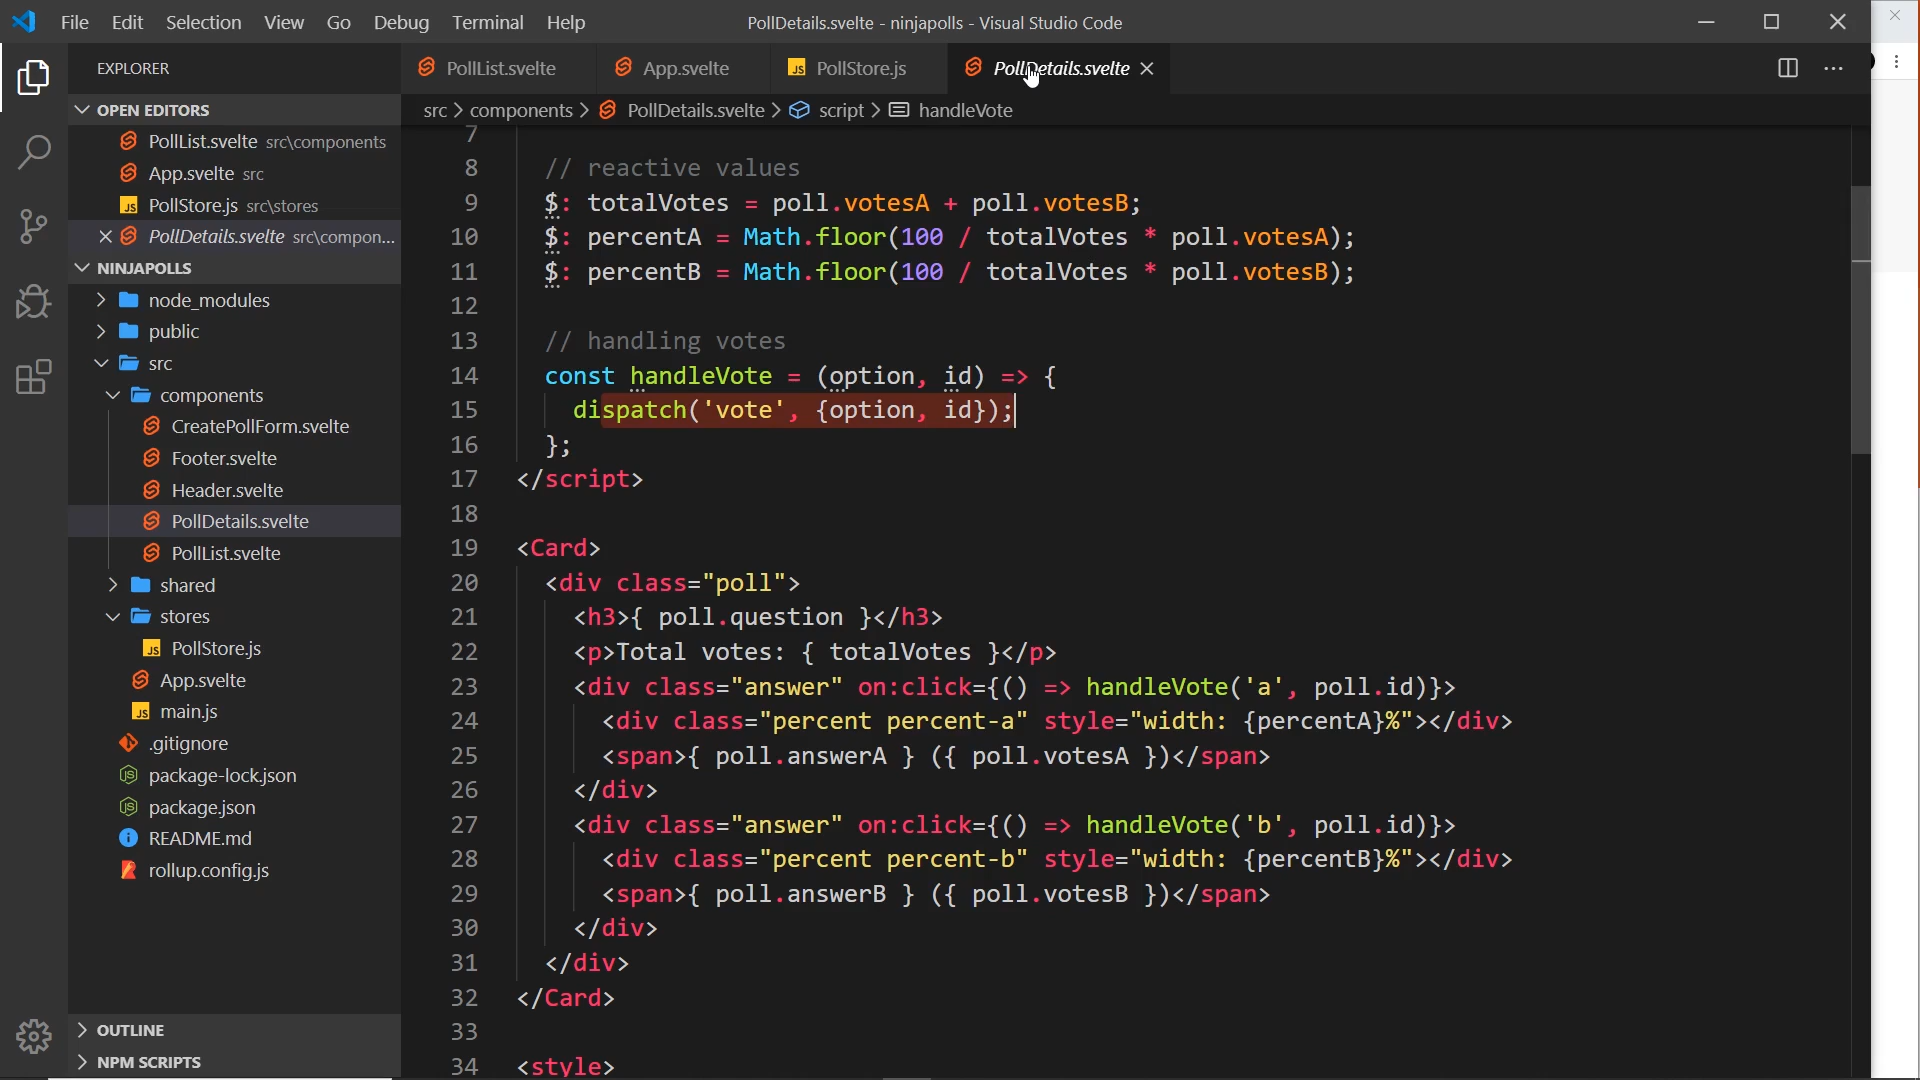 File Edit Selection View Go Debug Terminal Help
PollDetails.svelte - ninjapolls - Visual Studio Code
EXPLORER
OPEN EDITORS
PollList.svelte src\components
App.svelte src
PollStore.js src\stores
PollDetails.svelte src\compon...
NINJAPOLLS
node_modules
public
src
components
CreatePollForm.svelte
Footer.svelte
Header.svelte
PollDetails.svelte
PollList.svelte
shared
stores
PollStore.js
App.svelte
main.js
.gitignore
package-lock.json
package.json
README.md
rollup.config.js
OUTLINE
NPM SCRIPTS
PollList.svelte App.svelte PollStore.js PollDetails.svelte
src > components > PollDetails.svelte > script > handleVote
7
8 // reactive values
9 $: totalVotes = poll.votesA + poll.votesB;
10 $: percentA = Math.floor(100 / totalVotes * poll.votesA);
11 $: percentB = Math.floor(100 / totalVotes * poll.votesB);
12
13 // handling votes
14 const handleVote = (option, id) => {
15 dispatch('vote', {option, id});
16 };
17 </script>
18
19 <Card>
20 <div class="poll">
21 <h3>{ poll.question }</h3>
22 <p>Total votes: { totalVotes }</p>
23 <div class="answer" on:click={() => handleVote('a', poll.id)}>
24 <div class="percent percent-a" style="width: {percentA}%"></div>
25 <span>{ poll.answerA } ({ poll.votesA })</span>
26 </div>
27 <div class="answer" on:click={() => handleVote('b', poll.id)}>
28 <div class="percent percent-b" style="width: {percentB}%"></div>
29 <span>{ poll.answerB } ({ poll.votesB })</span>
30 </div>
31 </div>
32 </Card>
33
34 <style>